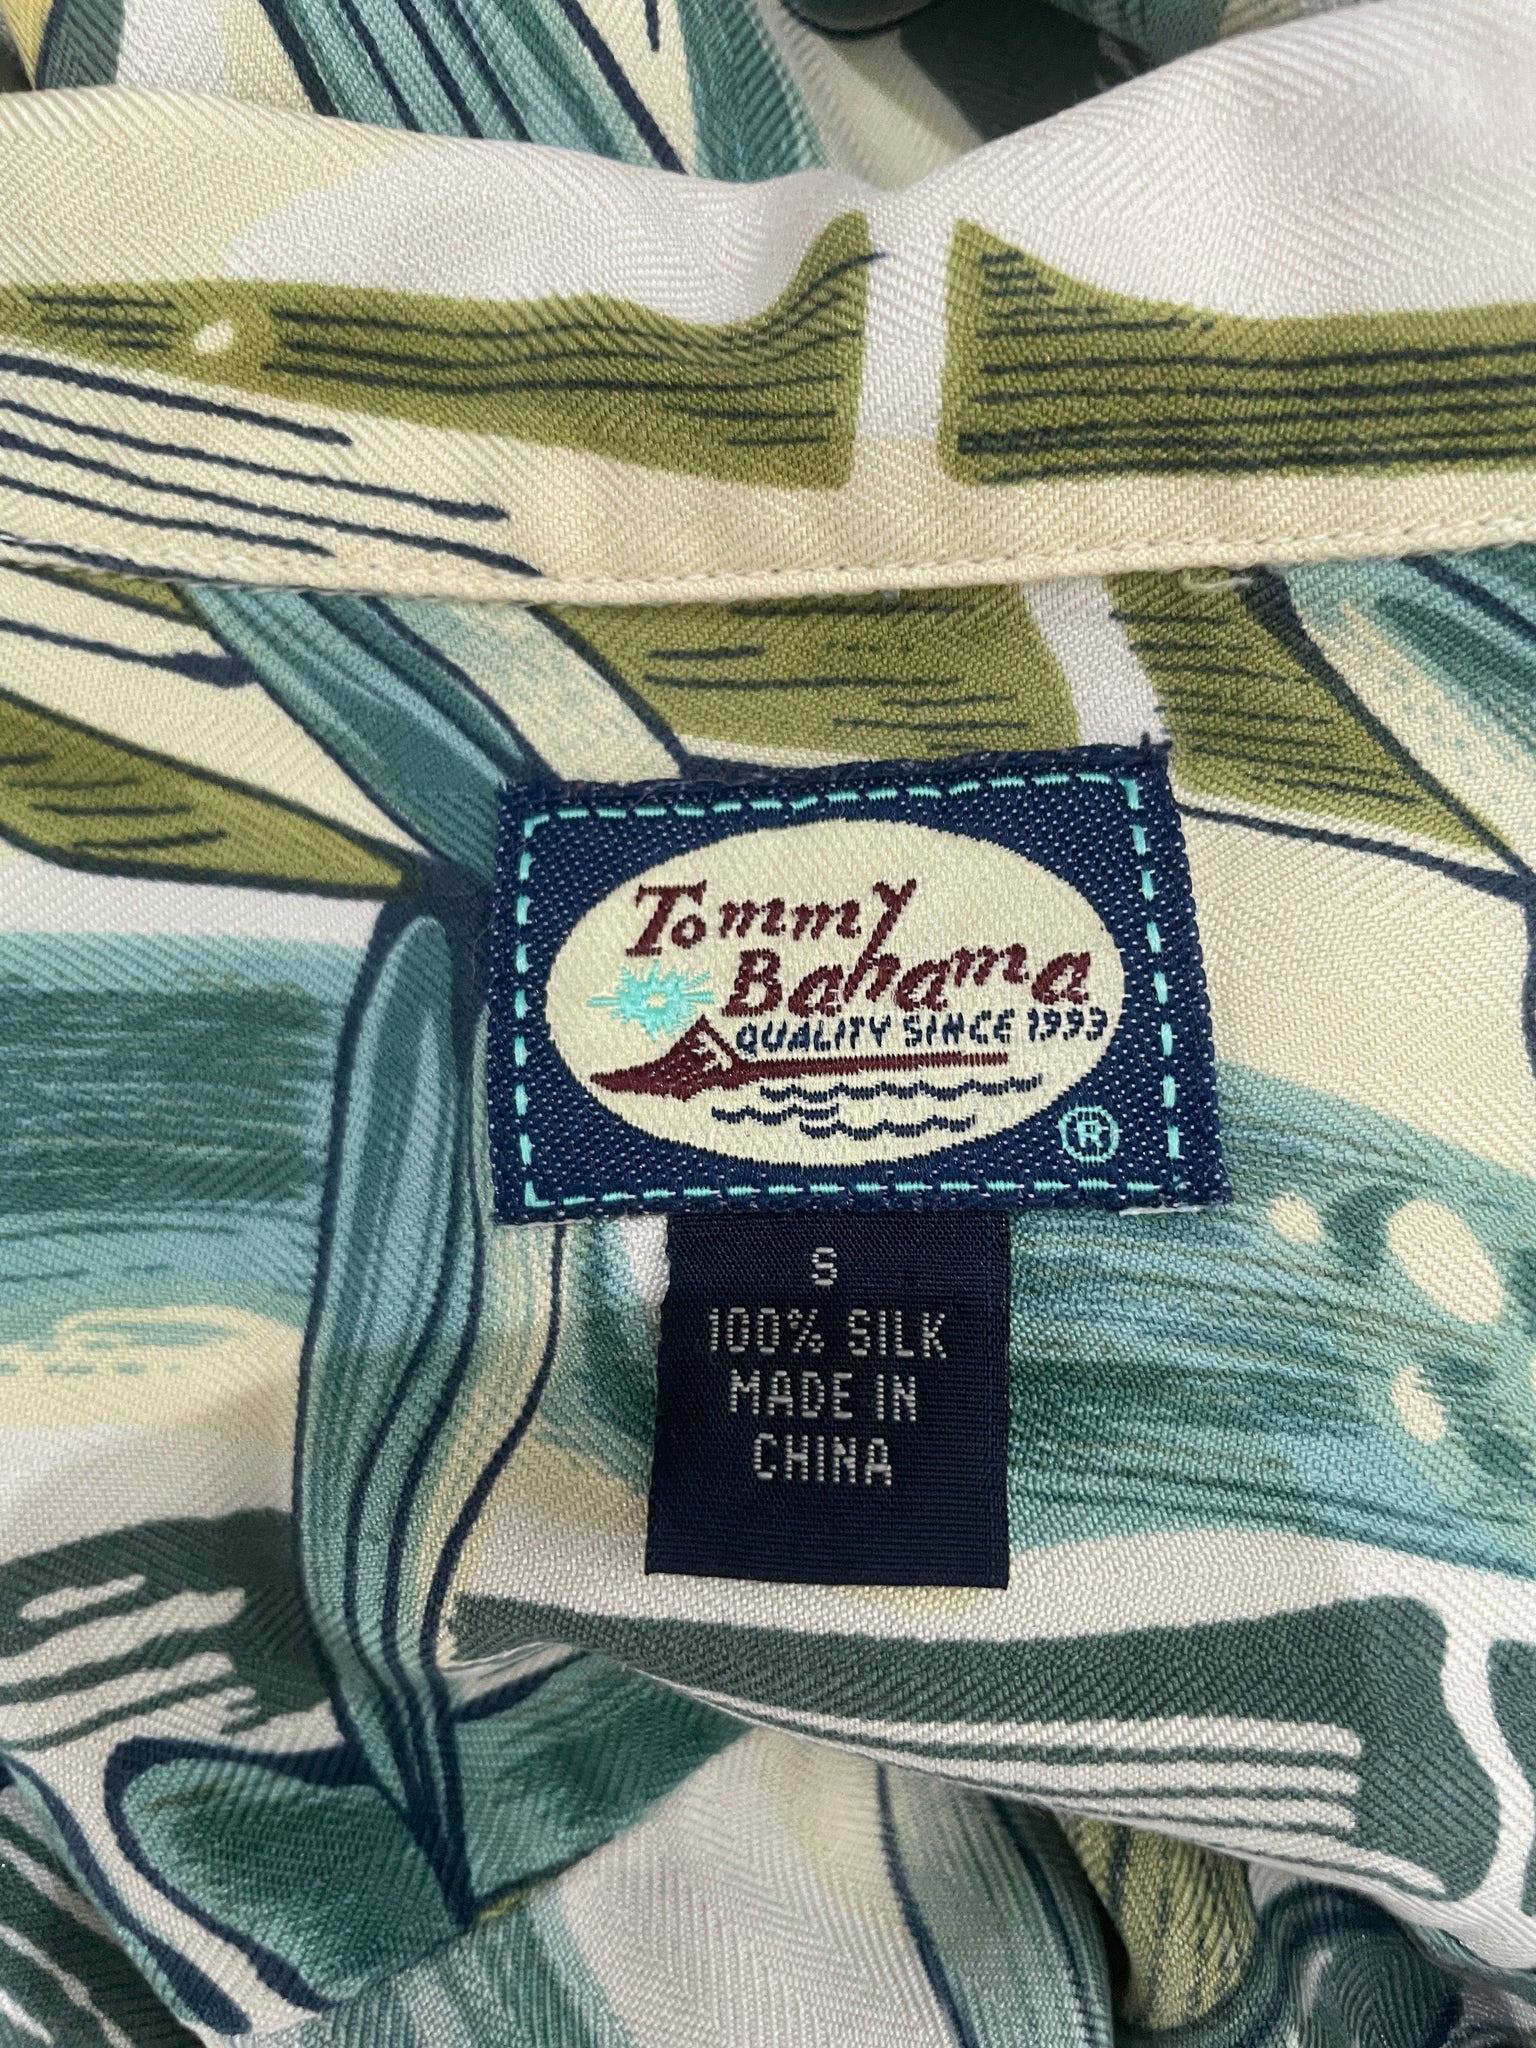 Tommy
Bahama
QUALITY SINCE 1993
®
S
100% SILK
MADE IN
CHINA